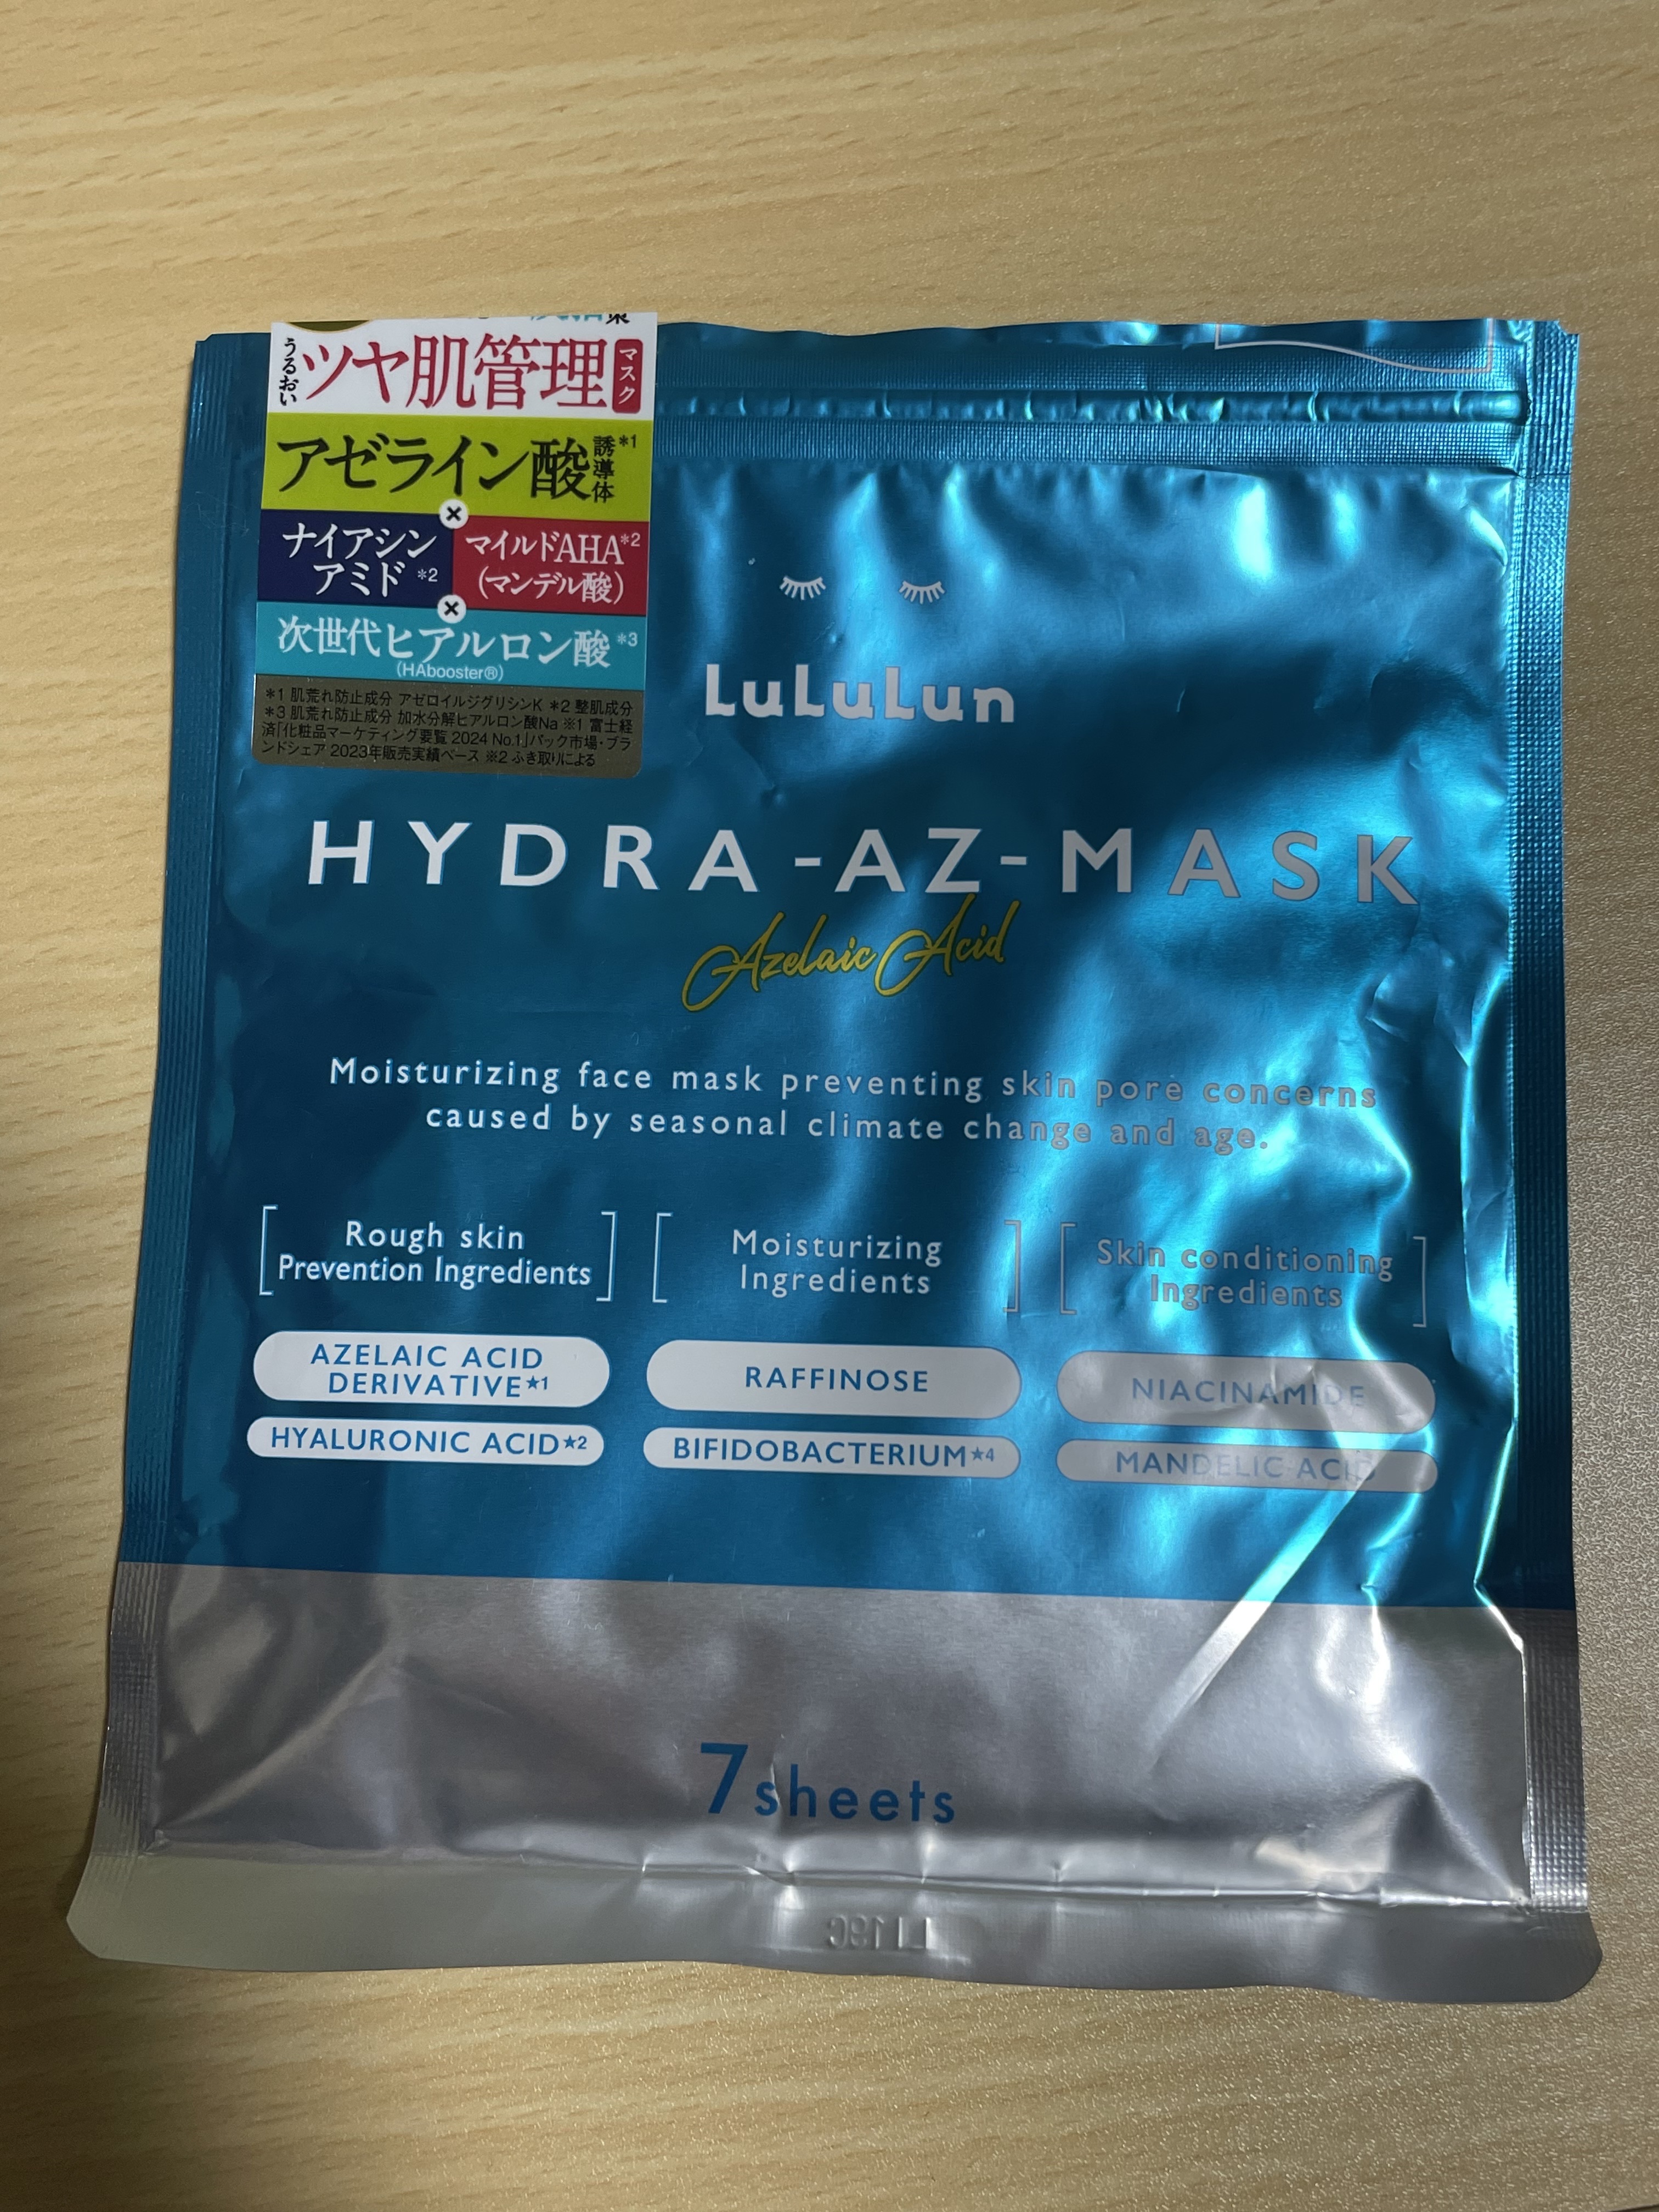 うるおい ツヤ肌管理 マスク
アゼライン酸誘導体*1
×
ナイアシンアミド*2
マイルドAHA*2
(マンデル酸)
×
次世代ヒアルロン酸*3
(HAbooster®)
*1 肌荒れ防止成分 アゼロイルジグリシンK *2 整肌成分
*3 肌荒れ防止成分 加水分解ヒアルロン酸Na ※1 富士経
済「化粧品マーケティング要覧 2024 No.1」パック市場・ブラ
ンドシェア 2023年販売実績ベース ※2 ふき取りによる
LuLuLun
HYDRA-AZ-MASK
Azelaic Acid
Moisturizing face mask preventing skin pore concerns
caused by seasonal climate change and age.
Rough skin
Prevention Ingredients
AZELAIC ACID
DERIVATIVE★1
HYALURONIC ACID★2
Moisturizing
Ingredients
RAFFINOSE
BIFIDOBACTERIUM★4
Skin conditioning
Ingredients
NIACINAMIDE
MANDELIC ACID
7sheets